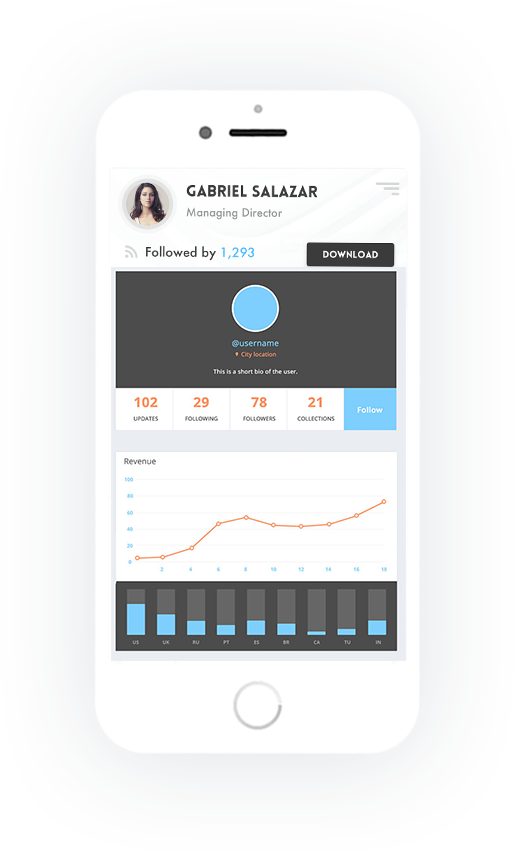 GABRIEL SALAZAR
Managing Director
Followed by 1,293
DOWNLOAD
@username
City location
This is a short bio of the user.
102 29 78 21
UPDATES FOLLOWING FOLLOWERS COLLECTIONS Follow
Revenue
100
80
60
40
20
0
2 4 6 8 10 12 14 16 18
US UK RU PT ES BR CA TU IN